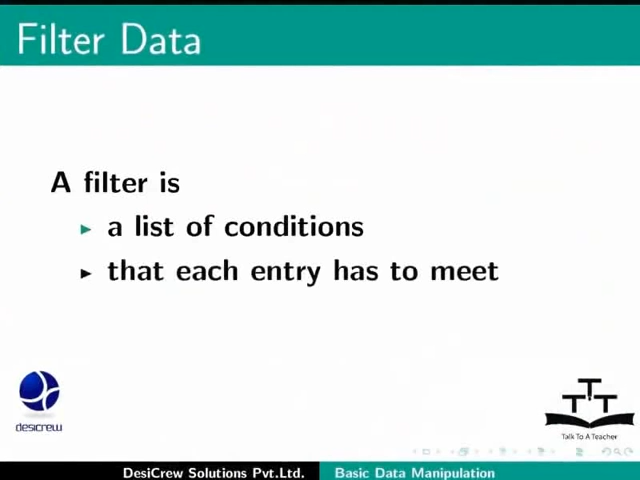 Filter Data
A filter is
a list of conditions
that each entry has to meet
desicrew
TTT
Talk To A Teacher
DesiCrew Solutions Pvt.Ltd.
Basic Data Manipulation